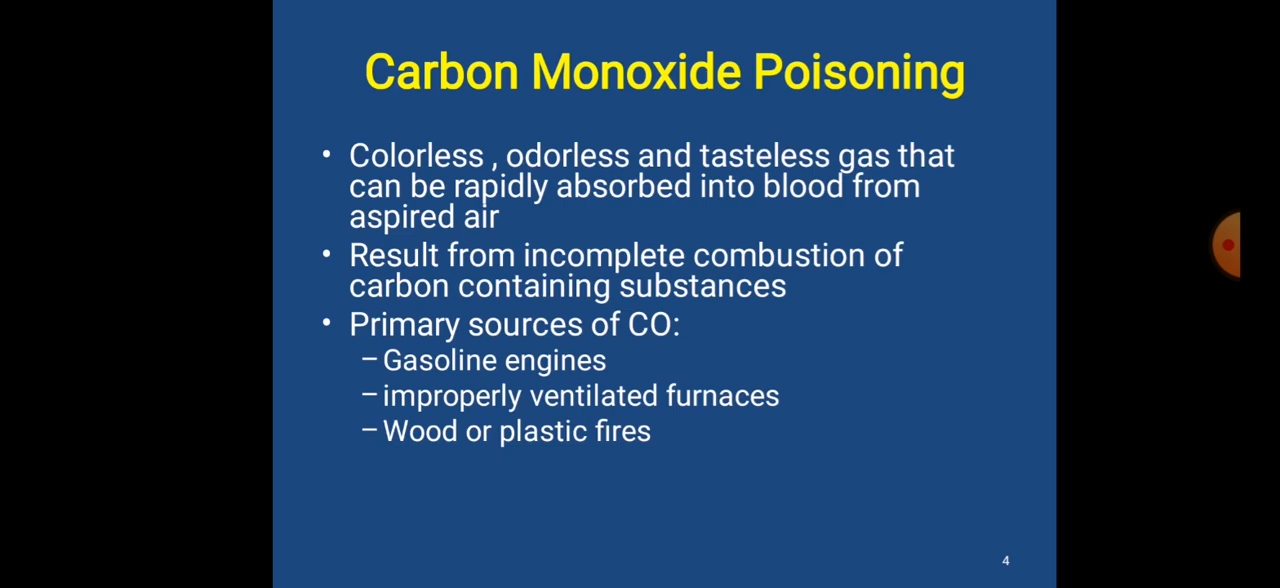 Carbon Monoxide Poisoning
• Colorless , odorless and tasteless gas that
can be rapidly absorbed into blood from
aspired air
• Result from incomplete combustion of
carbon containing substances
• Primary sources of CO:
– Gasoline engines
– improperly ventilated furnaces
– Wood or plastic fires
4